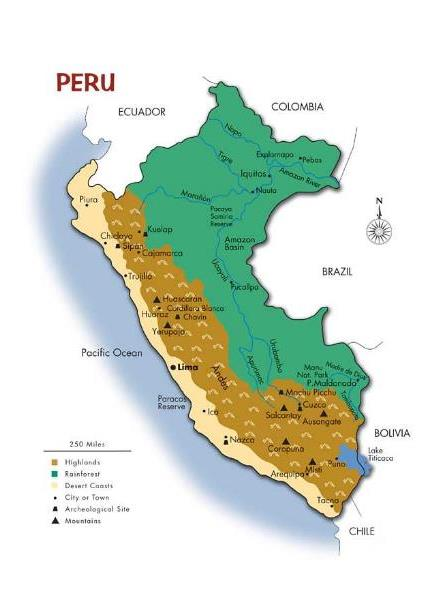 PERU
ECUADOR
COLOMBIA
Napo
Tigre
Explornapo
Pebas
Iquitos
Amazon River
Nauta
Marañón
Pacaya
Samiria
Reserve
Piura
Kuelap
Chiclayo
Sipán
Cajamarca
Amazon
Basin
Trujillo
Ucayali
Pucallpa
BRAZIL
N
Huascaran
Cordillera Blanca
Huaraz
Chavin
Yerupaja
Pacific Ocean
Lima
Andes
Apurimac
Urubamba
Manu
Nat. Park
Madre de Dios
P.Maldonado
Tambopata
Machu Picchu
Paracas
Reserve
Ica
Cuzco
Salcantay
Ausangate
BOLIVIA
Nazca
Coropuna
Lake
Titicaca
Puno
Misti
Arequipa
Tacna
CHILE
250 Miles
Highlands
Rainforest
Desert Coasts
City or Town
Archeological Site
Mountains